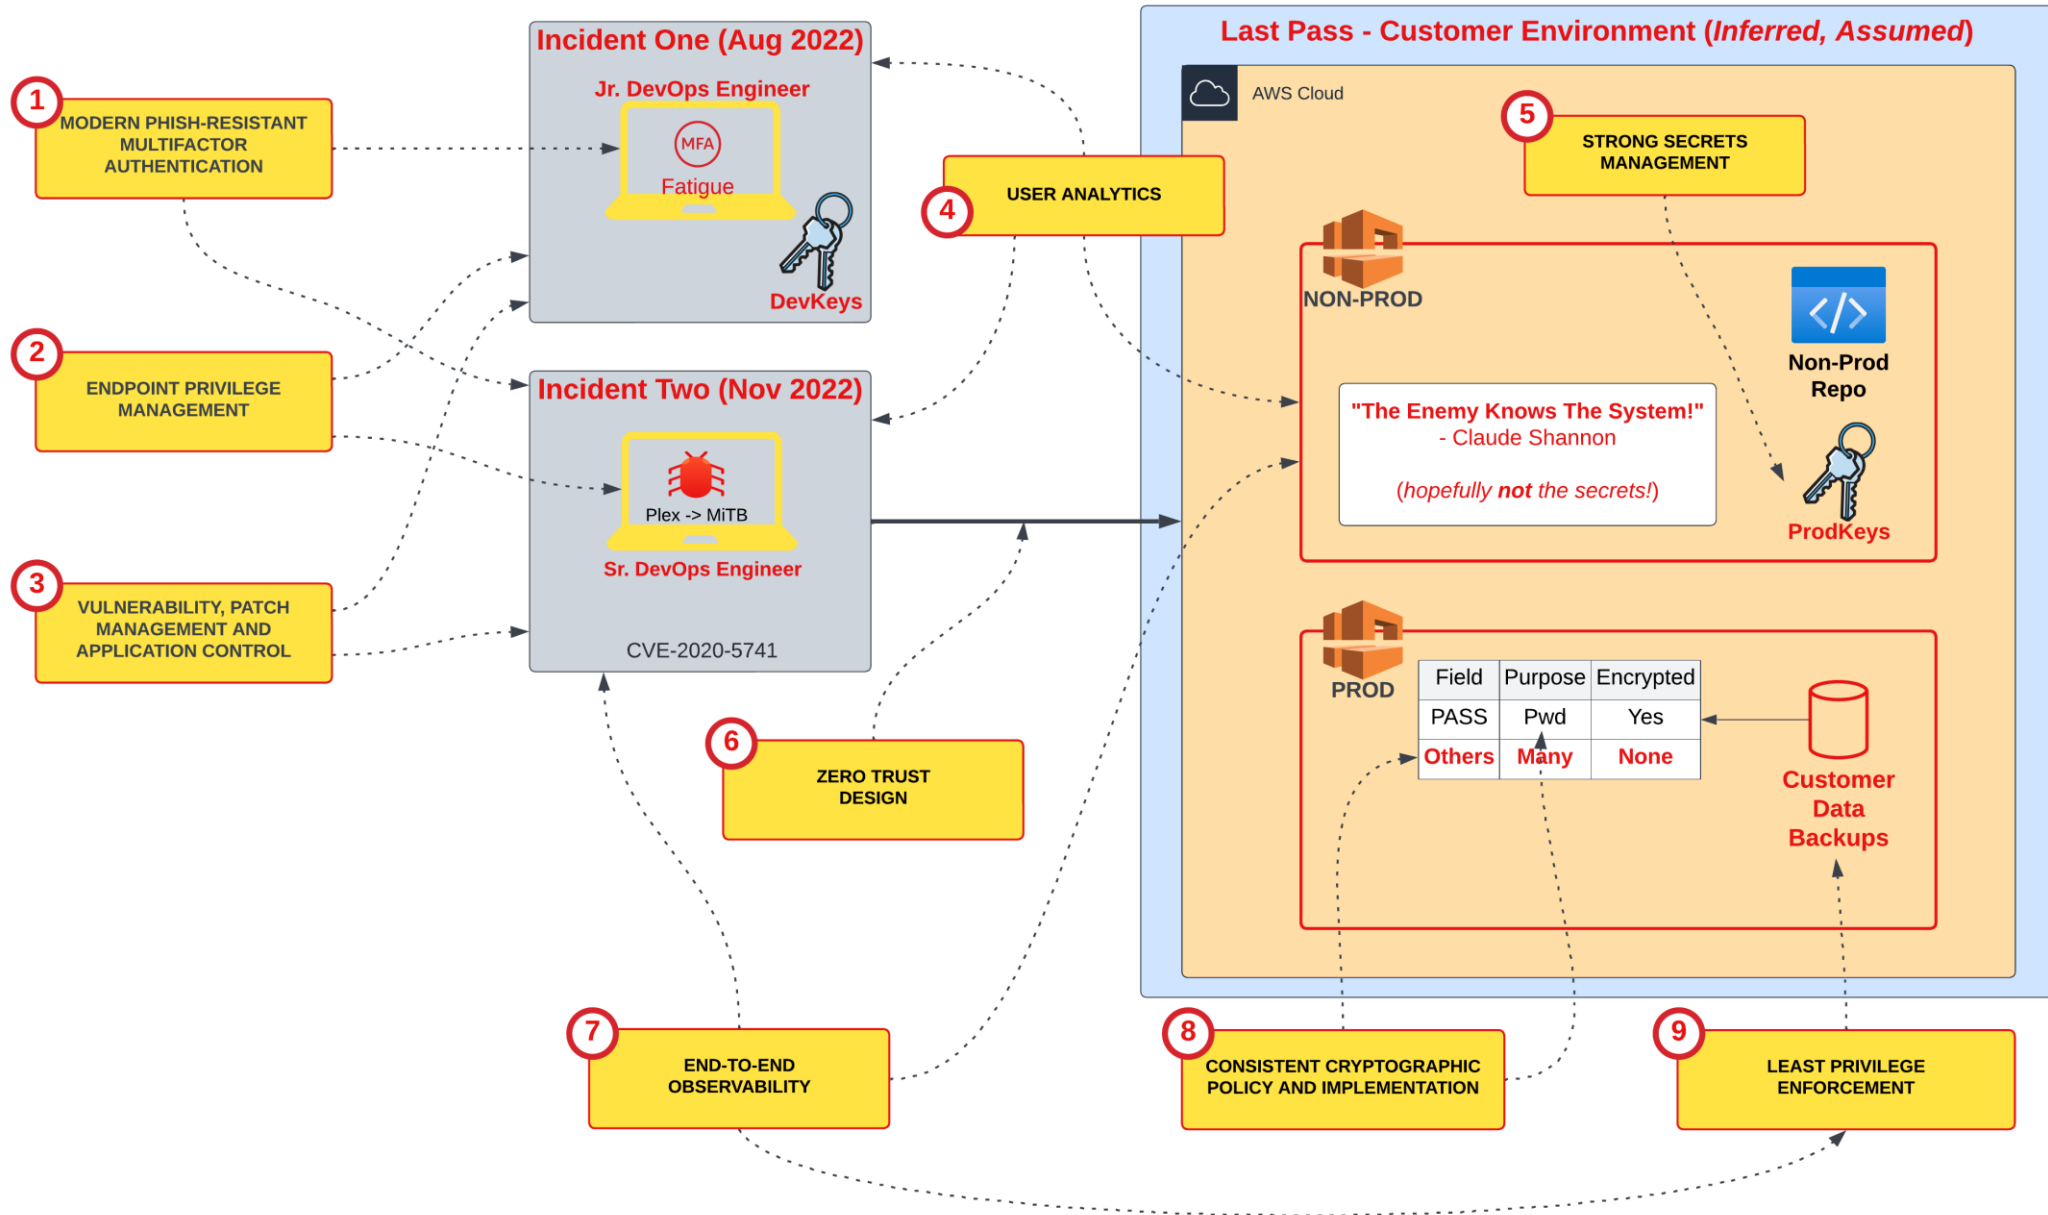 Incident One (Aug 2022)
Jr. DevOps Engineer
MFA
Fatigue
DevKeys
Last Pass - Customer Environment (Inferred, Assumed)
AWS Cloud
1
MODERN PHISH-RESISTANT
MULTIFACTOR
AUTHENTICATION
5
STRONG SECRETS
MANAGEMENT
4
USER ANALYTICS
NON-PROD
</>
Non-Prod
Repo
2
ENDPOINT PRIVILEGE
MANAGEMENT
Incident Two (Nov 2022)
Plex -> MiTB
Sr. DevOps Engineer
CVE-2020-5741
"The Enemy Knows The System!"
- Claude Shannon
(hopefully not the secrets!)
ProdKeys
3
VULNERABILITY, PATCH
MANAGEMENT AND
APPLICATION CONTROL
PROD
Field Purpose Encrypted
PASS Pwd Yes
Others Many None
Customer
Data
Backups
6
ZERO TRUST
DESIGN
7
END-TO-END
OBSERVABILITY
8
CONSISTENT CRYPTOGRAPHIC
POLICY AND IMPLEMENTATION
9
LEAST PRIVILEGE
ENFORCEMENT